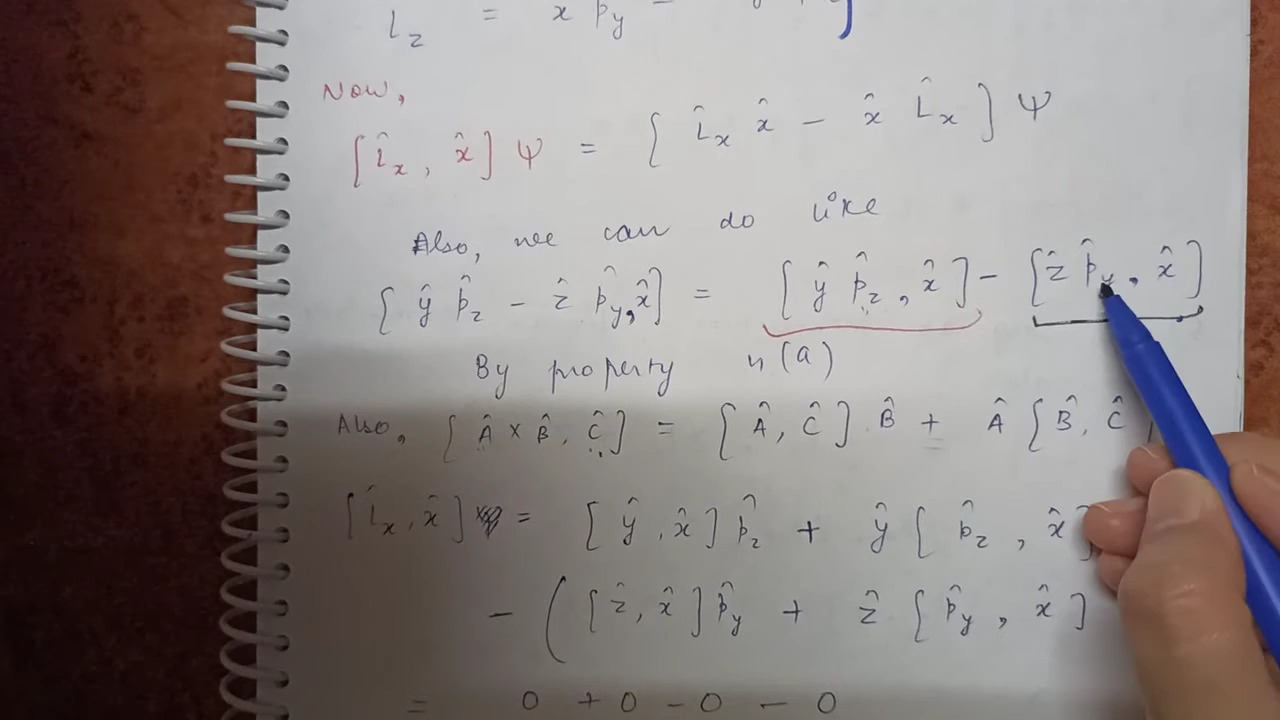 L_z = x p_y −
Now,
[L̂_x, x̂] Ψ = [L̂_x x̂ − x̂ L̂_x] Ψ
Also, we can do like
[ŷ p̂_z − ẑ p̂_y, x̂] = [ŷ p̂_z, x̂] − [ẑ p̂_y, x̂]
By property (a)
Also, [Â × B̂, Ĉ] = [Â, Ĉ] B̂ + Â [B̂, Ĉ
[L̂_x, x̂] = [ŷ, x̂] p̂_z + ŷ [p̂_z, x̂]
− ([ẑ, x̂] p̂_y + ẑ [p̂_y, x̂]
= 0 + 0 − 0 − 0